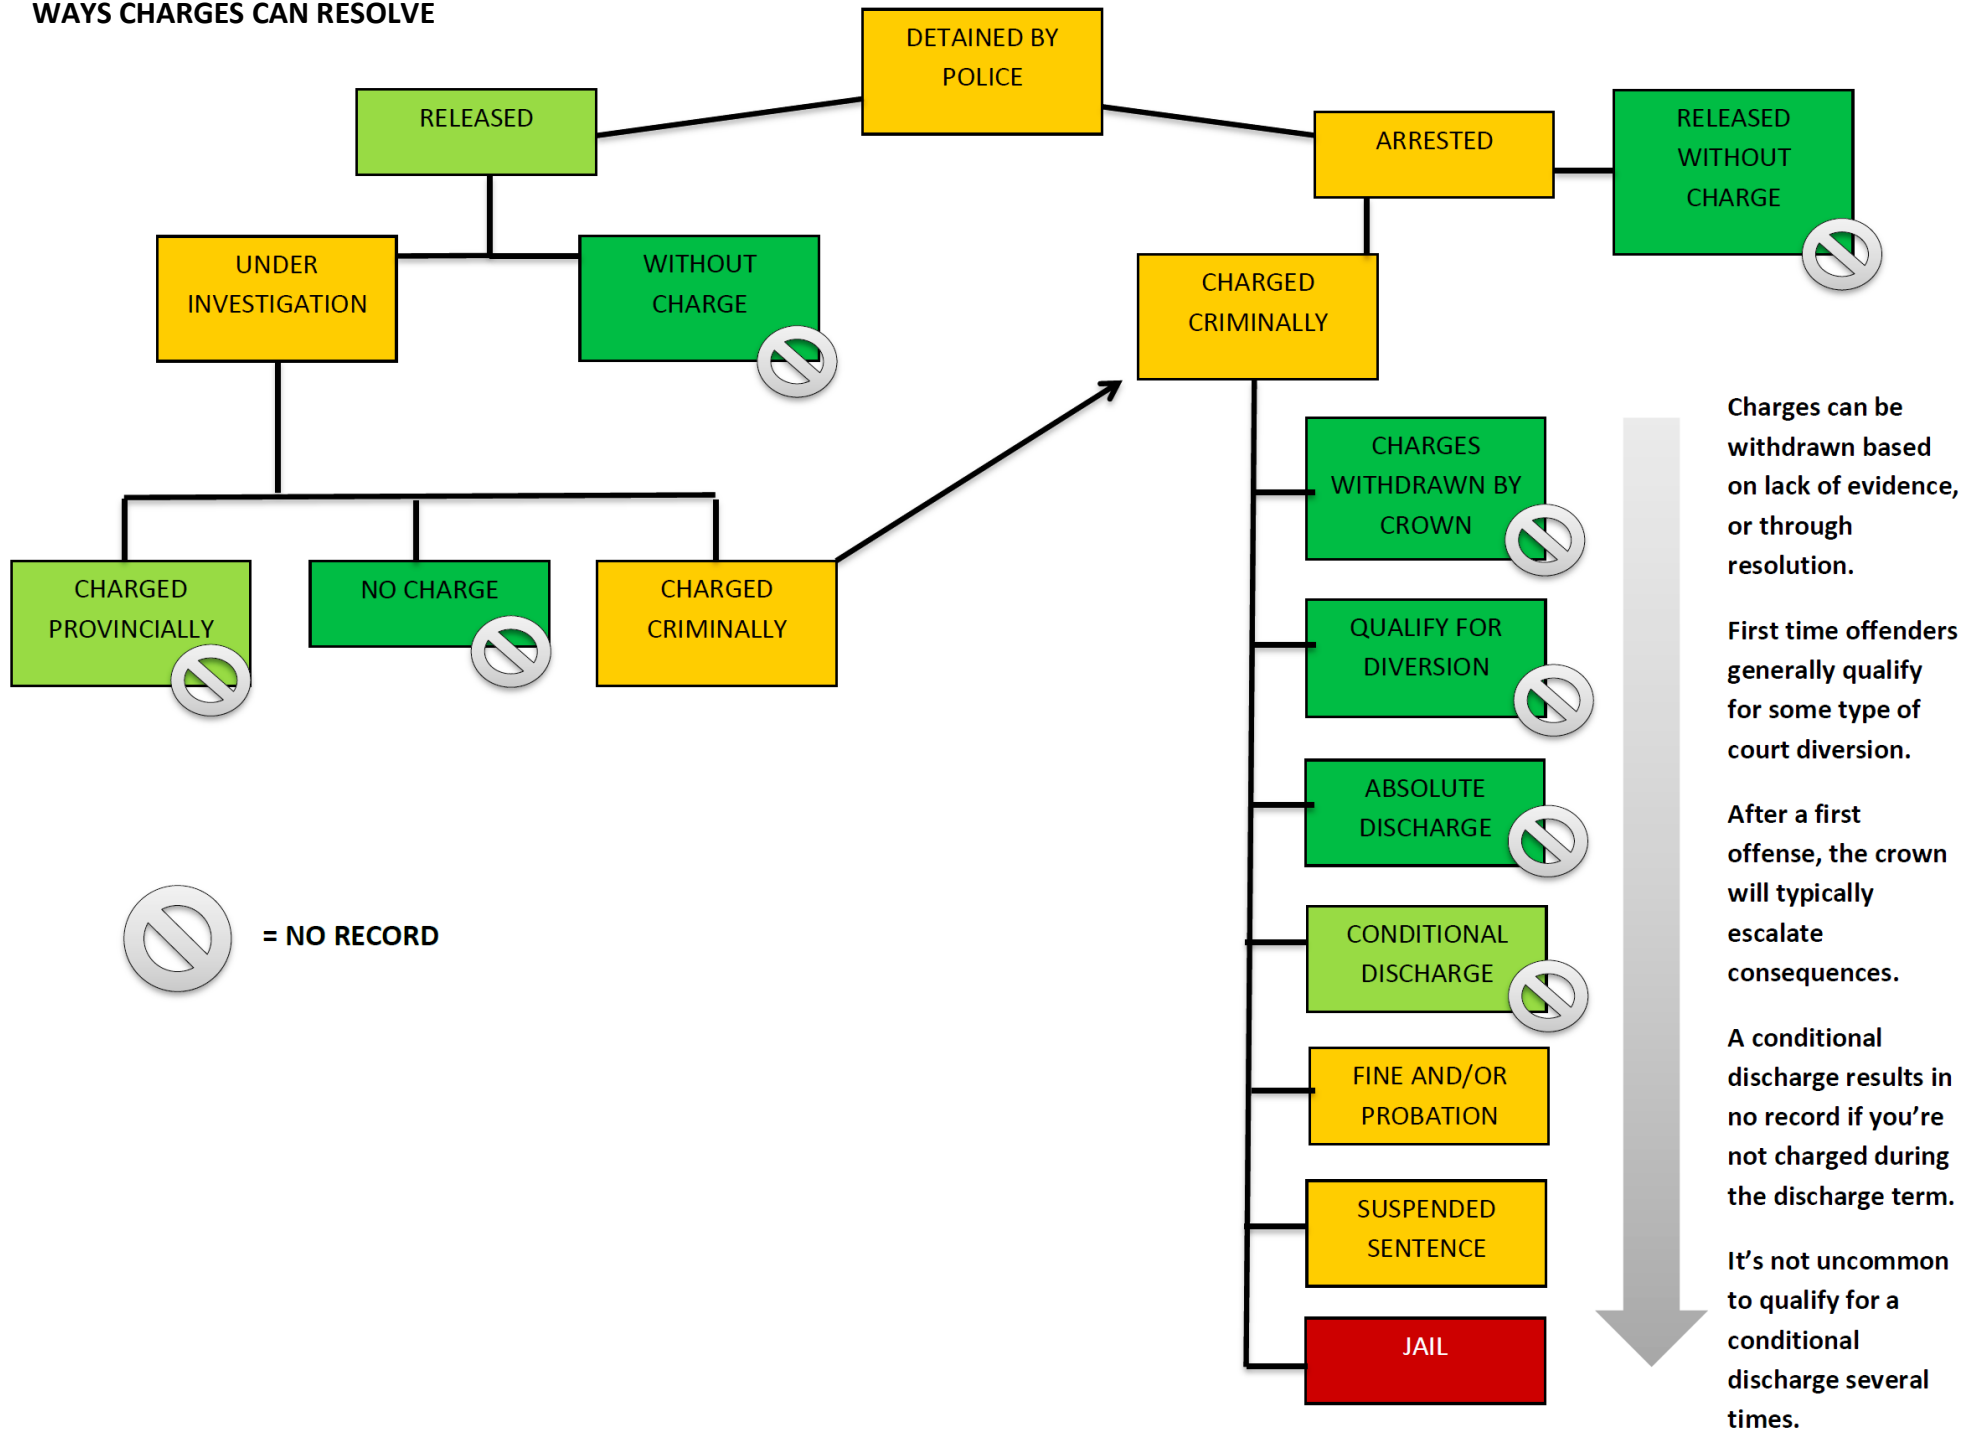 WAYS CHARGES CAN RESOLVE
DETAINED BY
POLICE
RELEASED
ARRESTED
RELEASED
WITHOUT
CHARGE
UNDER
INVESTIGATION
WITHOUT
CHARGE
CHARGED
CRIMINALLY
CHARGED
PROVINCIALLY
NO CHARGE
CHARGED
CRIMINALLY
= NO RECORD
CHARGES
WITHDRAWN BY
CROWN
QUALIFY FOR
DIVERSION
ABSOLUTE
DISCHARGE
CONDITIONAL
DISCHARGE
FINE AND/OR
PROBATION
SUSPENDED
SENTENCE
JAIL
Charges can be
withdrawn based
on lack of evidence,
or through
resolution.
First time offenders
generally qualify
for some type of
court diversion.
After a first
offense, the crown
will typically
escalate
consequences.
A conditional
discharge results in
no record if you’re
not charged during
the discharge term.
It’s not uncommon
to qualify for a
conditional
discharge several
times.